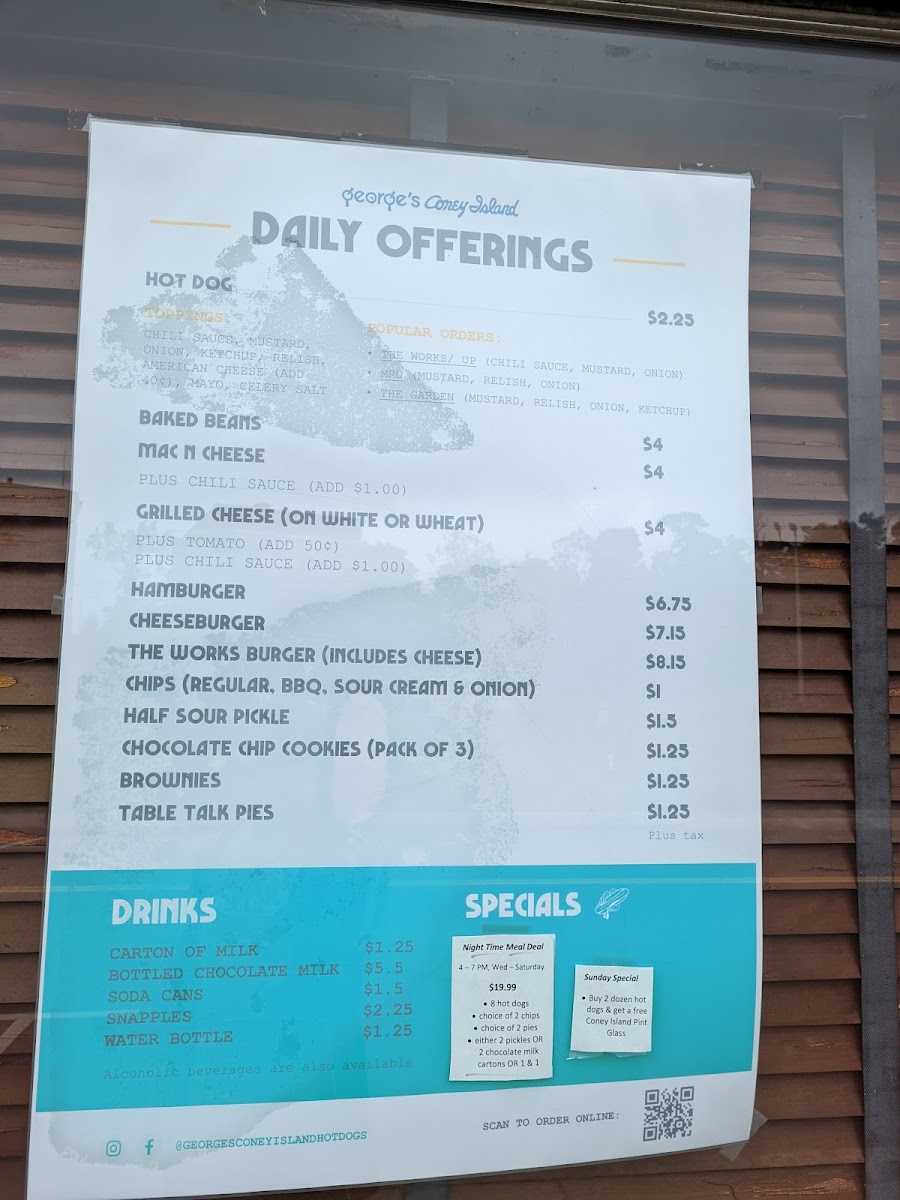 george's Coney Island
DAILY OFFERINGS
HOT DOG $2.25
TOPPINGS:
CHILI SAUCE, MUSTARD,
ONION, KETCHUP, RELISH,
AMERICAN CHEESE (ADD
40¢), MAYO, CELERY SALT
POPULAR ORDERS:
• THE WORKS/ UP (CHILI SAUCE, MUSTARD, ONION)
• MRO (MUSTARD, RELISH, ONION)
• THE GARDEN (MUSTARD, RELISH, ONION, KETCHUP)
BAKED BEANS $4
MAC N CHEESE $4
PLUS CHILI SAUCE (ADD $1.00)
GRILLED CHEESE (ON WHITE OR WHEAT) $4
PLUS TOMATO (ADD 50¢)
PLUS CHILI SAUCE (ADD $1.00)
HAMBURGER $6.75
CHEESEBURGER $7.15
THE WORKS BURGER (INCLUDES CHEESE) $8.15
CHIPS (REGULAR, BBQ, SOUR CREAM & ONION) $1
HALF SOUR PICKLE $1.5
CHOCOLATE CHIP COOKIES (PACK OF 3) $1.25
BROWNIES $1.25
TABLE TALK PIES $1.25
Plus tax
DRINKS
CARTON OF MILK $1.25
BOTTLED CHOCOLATE MILK $5.5
SODA CANS $1.5
SNAPPLES $2.25
WATER BOTTLE $1.25
Alcoholic beverages are also available
SPECIALS
Night Time Meal Deal
4 – 7 PM, Wed – Saturday
$19.99
• 8 hot dogs
• choice of 2 chips
• choice of 2 pies
• either 2 pickles OR
2 chocolate milk
cartons OR 1 & 1
Sunday Special
• Buy 2 dozen hot
dogs & get a free
Coney Island Pint
Glass
@GEORGESCONEYISLANDHOTDOGS
SCAN TO ORDER ONLINE: